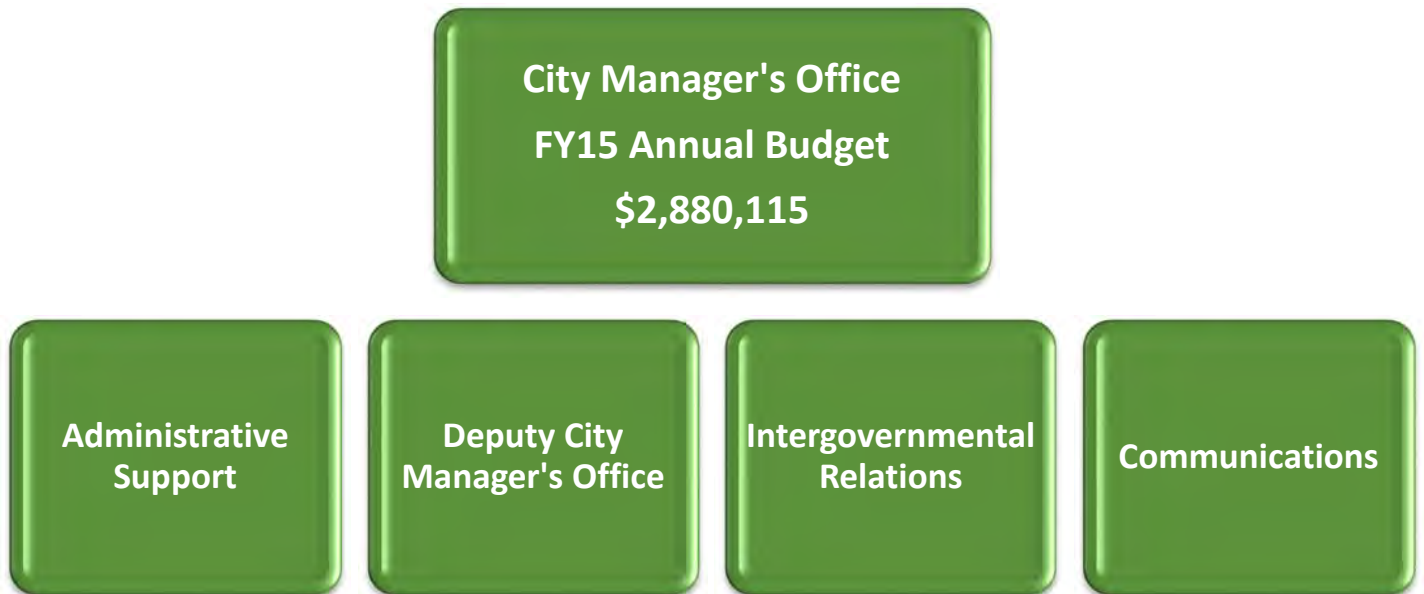 City Manager's Office
FY15 Annual Budget
$2,880,115
Administrative
Support
Deputy City
Manager's Office
Intergovernmental
Relations
Communications